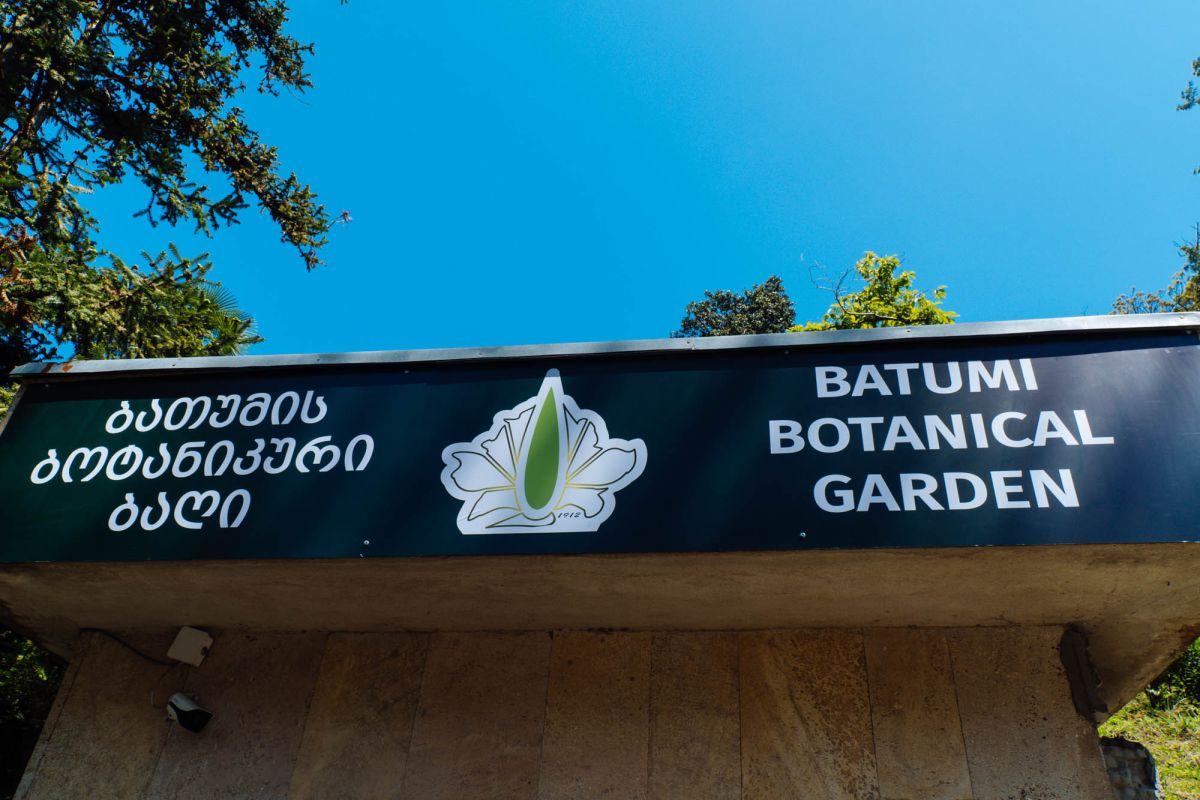 ᲑᲐᲗᲣᲛᲘᲡ
ᲑᲝᲢᲐᲜᲘᲙᲣᲠᲘ
ᲑᲐᲦᲘ
1912
BATUMI
BOTANICAL
GARDEN